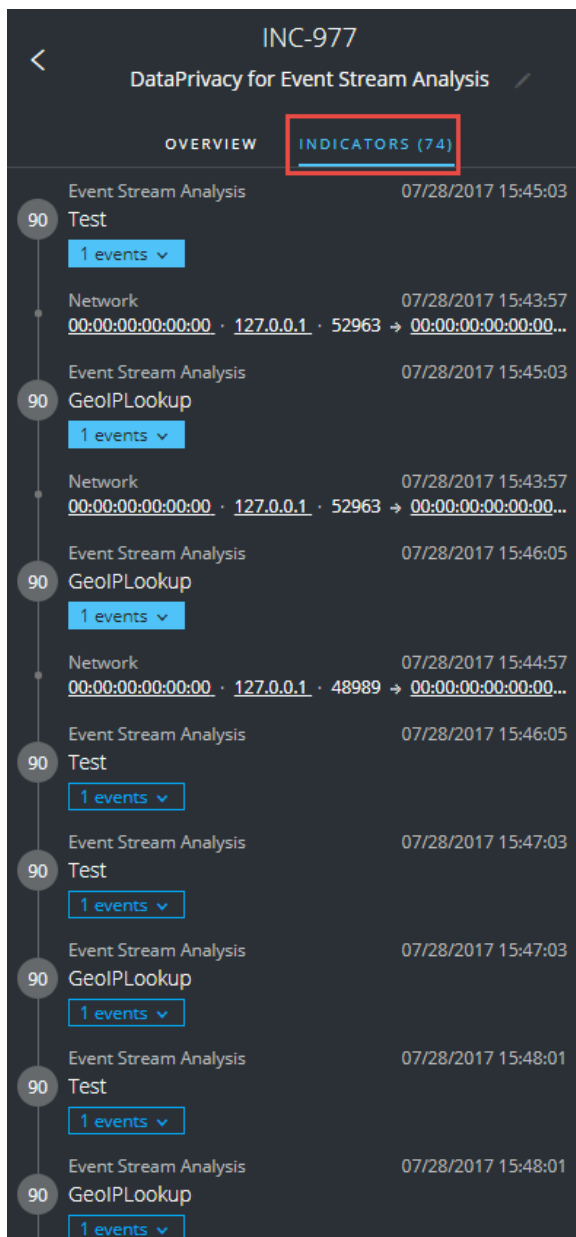 INC-977
DataPrivacy for Event Stream Analysis
OVERVIEW INDICATORS (74)
Event Stream Analysis 07/28/2017 15:45:03
90 Test
1 events
Network 07/28/2017 15:43:57
00:00:00:00:00:00 · 127.0.0.1 · 52963 → 00:00:00:00:00:00...
Event Stream Analysis 07/28/2017 15:45:03
90 GeoIPLookup
1 events
Network 07/28/2017 15:43:57
00:00:00:00:00:00 · 127.0.0.1 · 52963 → 00:00:00:00:00:00...
Event Stream Analysis 07/28/2017 15:46:05
90 GeoIPLookup
1 events
Network 07/28/2017 15:44:57
00:00:00:00:00:00 · 127.0.0.1 · 48989 → 00:00:00:00:00:00...
Event Stream Analysis 07/28/2017 15:46:05
90 Test
1 events
Event Stream Analysis 07/28/2017 15:47:03
90 Test
1 events
Event Stream Analysis 07/28/2017 15:47:03
90 GeoIPLookup
1 events
Event Stream Analysis 07/28/2017 15:48:01
90 Test
1 events
Event Stream Analysis 07/28/2017 15:48:01
90 GeoIPLookup
1 events